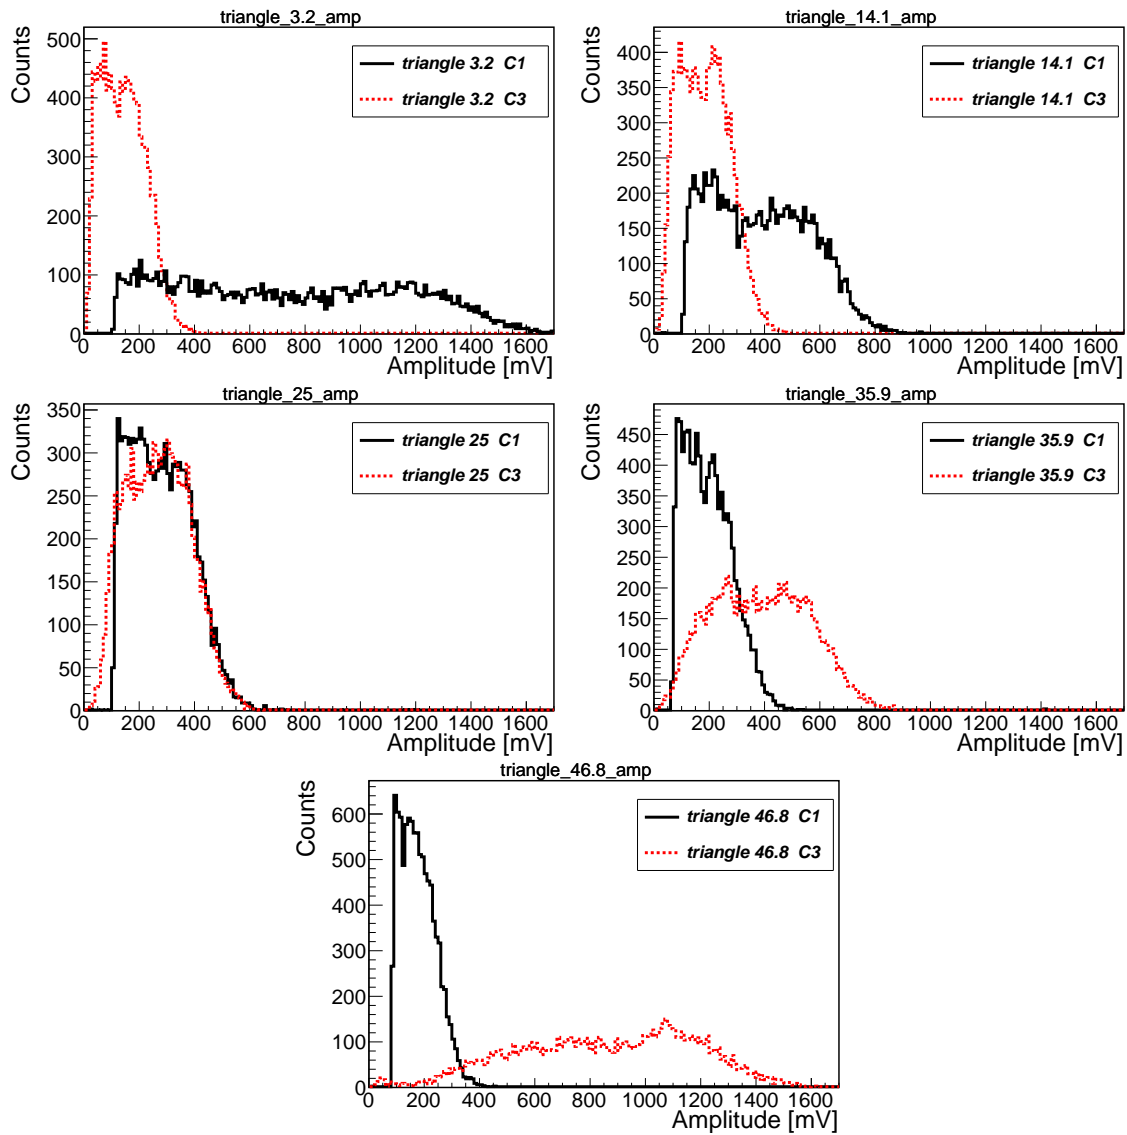 triangle_3.2_amp
Counts
500
400
300
200
100
0
triangle 3.2 C1
triangle 3.2 C3
0 200 400 600 800 1000 1200 1400 1600
Amplitude [mV]
triangle_14.1_amp
Counts
400
350
300
250
200
150
100
50
0
triangle 14.1 C1
triangle 14.1 C3
0 200 400 600 800 1000 1200 1400 1600
Amplitude [mV]
triangle_25_amp
Counts
350
300
250
200
150
100
50
0
triangle 25 C1
triangle 25 C3
0 200 400 600 800 1000 1200 1400 1600
Amplitude [mV]
triangle_35.9_amp
Counts
450
400
350
300
250
200
150
100
50
0
triangle 35.9 C1
triangle 35.9 C3
0 200 400 600 800 1000 1200 1400 1600
Amplitude [mV]
triangle_46.8_amp
Counts
600
500
400
300
200
100
0
triangle 46.8 C1
triangle 46.8 C3
0 200 400 600 800 1000 1200 1400 1600
Amplitude [mV]